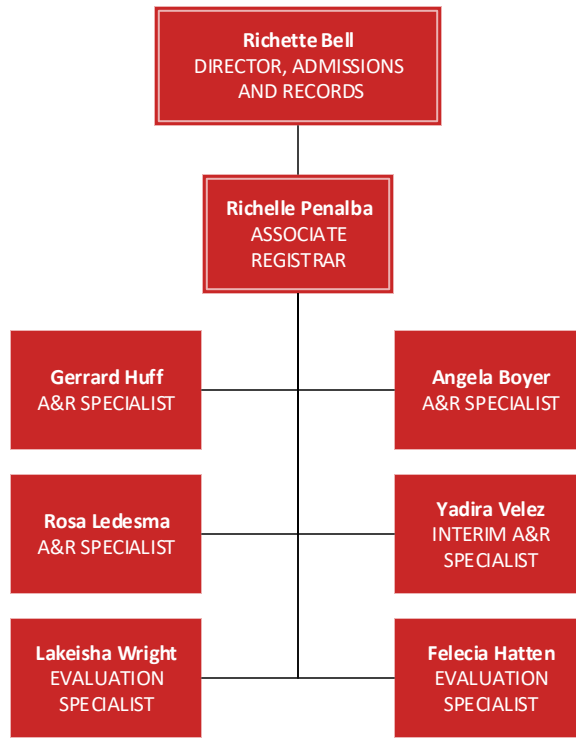 Richette Bell
DIRECTOR, ADMISSIONS
AND RECORDS
Richelle Penalba
ASSOCIATE
REGISTRAR
Gerrard Huff
A&R SPECIALIST
Angela Boyer
A&R SPECIALIST
Rosa Ledesma
A&R SPECIALIST
Yadira Velez
INTERIM A&R
SPECIALIST
Lakeisha Wright
EVALUATION
SPECIALIST
Felecia Hatten
EVALUATION
SPECIALIST